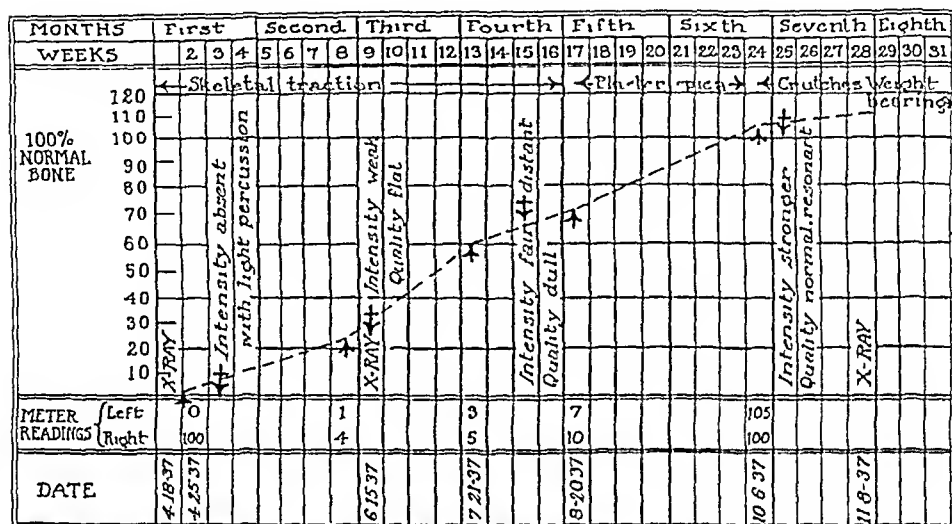 MONTHS First Second Third Fourth Fifth Sixth Seventh Eighth
WEEKS 2 3 4 5 6 7 8 9 10 11 12 13 14 15 16 17 18 19 20 21 22 23 24 25 26 27 28 29 30 31
Skeletal traction Crutches Weight
bearing
120
110
100%
NORMAL
BONE
100
90
80
70
60
50
40
30
20
10
X-RAY
Intensity absent
with light percussion
X-RAY
Intensity weak
Quality flat
Intensity fair distant
Quality dull
Intensity stronger
Quality normal.resonant
X-RAY
METER READINGS
Left 0 1 3 7 105
Right 100 4 5 10 100
DATE 4-18-37 4-25-37 6 15 37 7 21-37 8-20 37 10 6 37 11 8-37